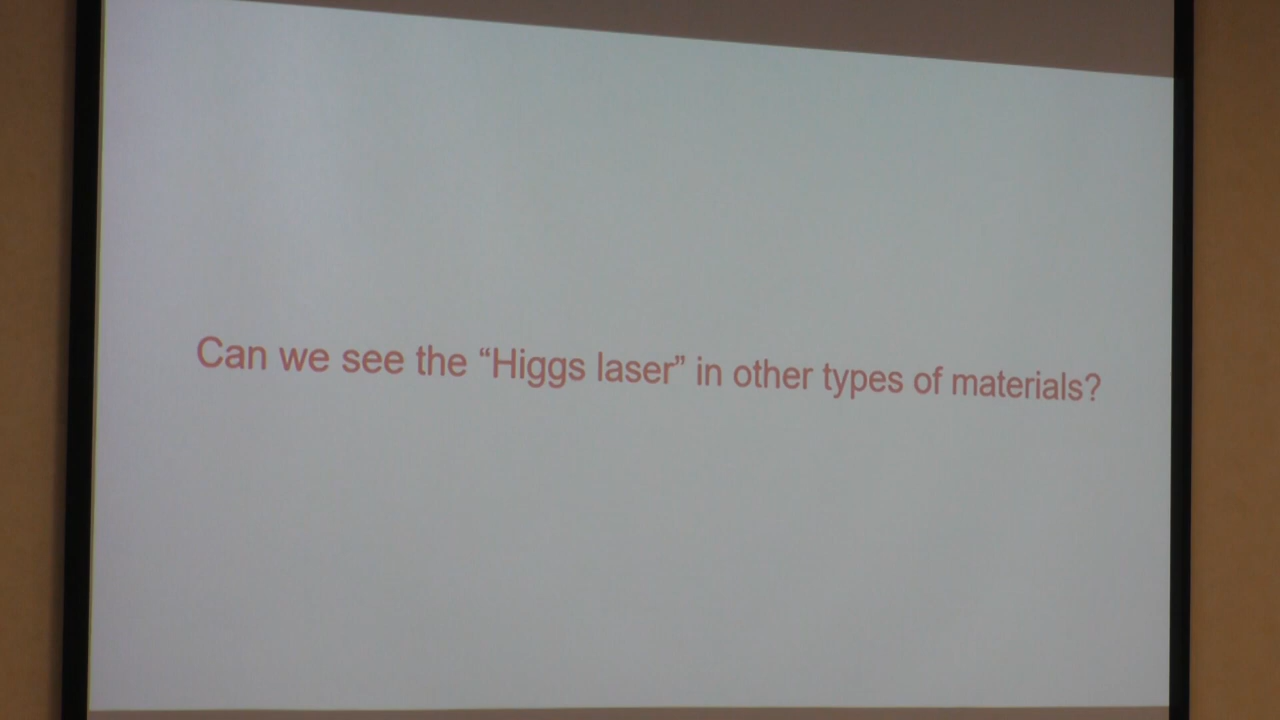 Can we see the “Higgs laser” in other types of materials?